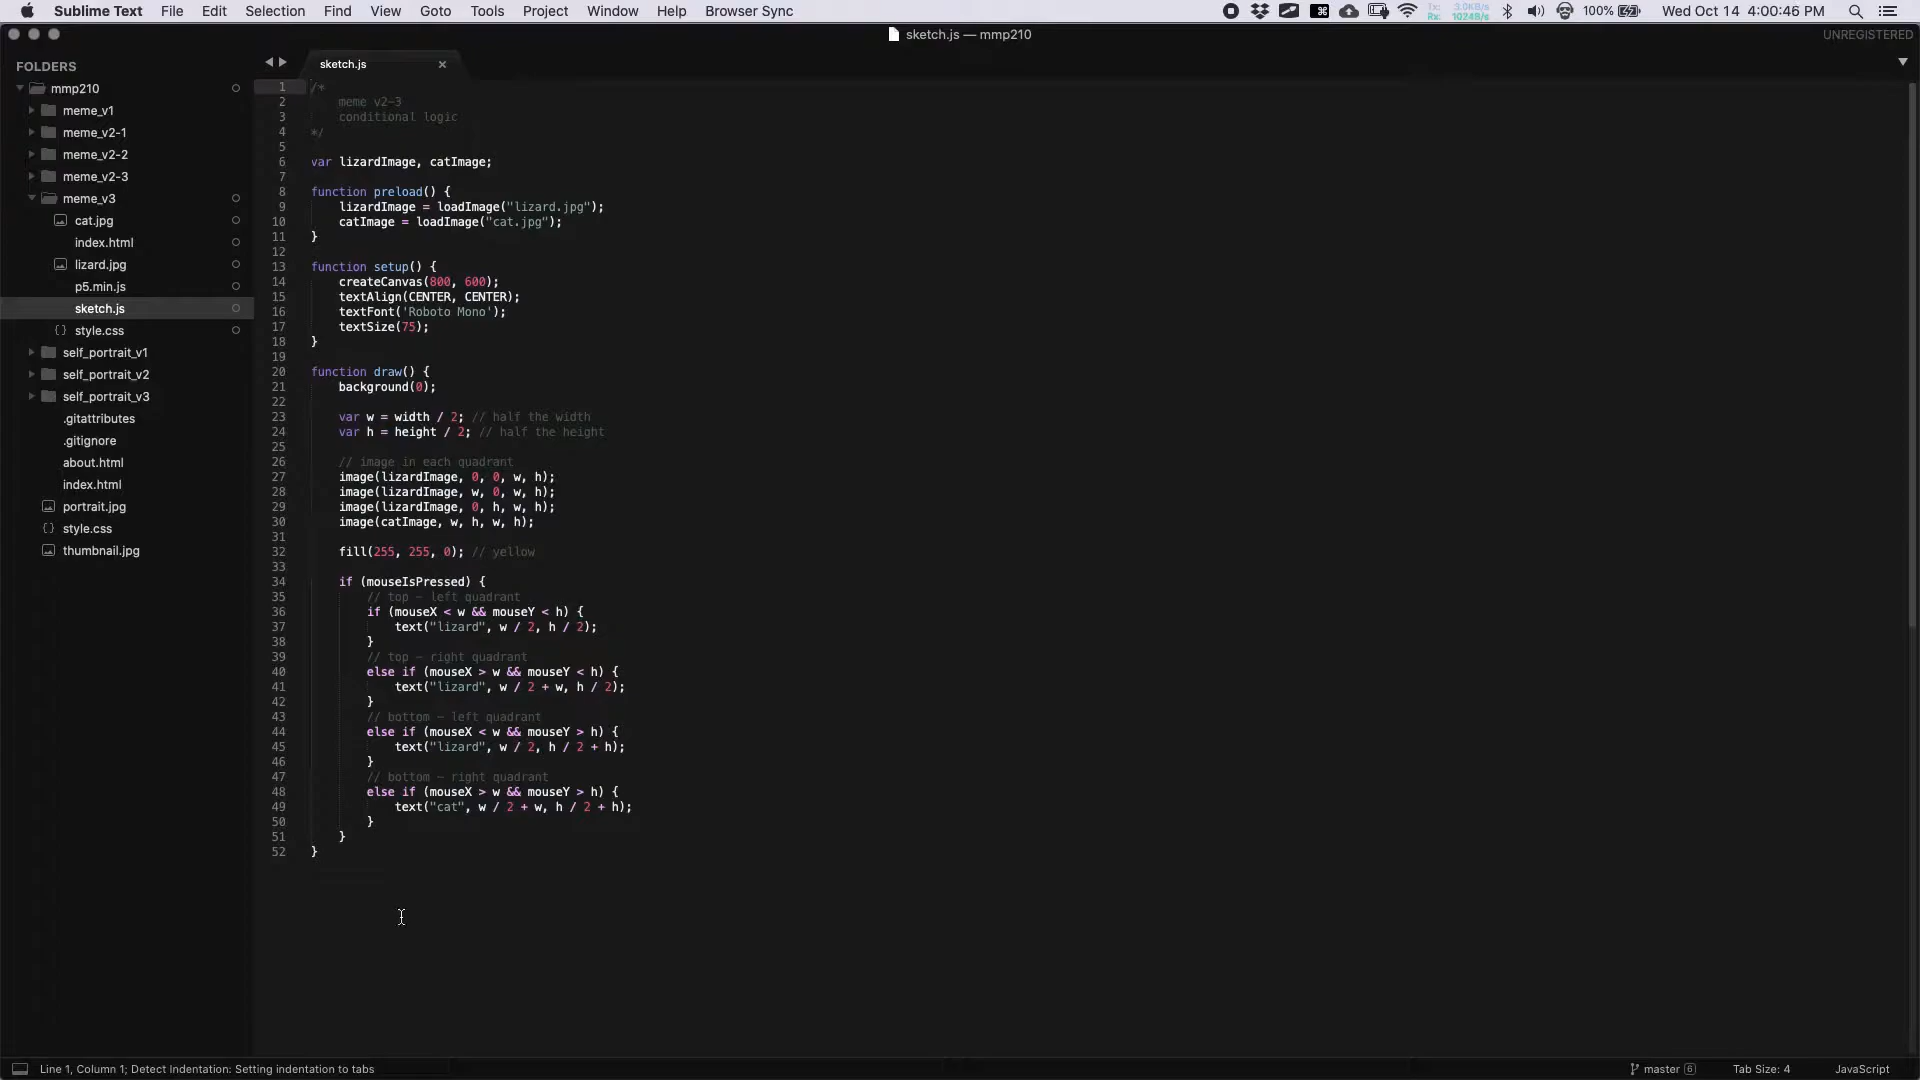 Sublime Text File Edit Selection Find View Goto Tools Project Window Help Browser Sync
Tx: 3.0KB/s
Rx: 1024B/s
100% Wed Oct 14 4:00:46 PM
sketch.js — mmp210
UNREGISTERED
FOLDERS
mmp210
meme_v1
meme_v2-1
meme_v2-2
meme_v2-3
meme_v3
cat.jpg
index.html
lizard.jpg
p5.min.js
sketch.js
{} style.css
self_portrait_v1
self_portrait_v2
self_portrait_v3
.gitattributes
.gitignore
about.html
index.html
portrait.jpg
{} style.css
thumbnail.jpg
sketch.js ×
1 /*
2 meme v2-3
3 conditional logic
4 */
5
6 var lizardImage, catImage;
7
8 function preload() {
9 lizardImage = loadImage("lizard.jpg");
10 catImage = loadImage("cat.jpg");
11 }
12
13 function setup() {
14 createCanvas(800, 600);
15 textAlign(CENTER, CENTER);
16 textFont('Roboto Mono');
17 textSize(75);
18 }
19
20 function draw() {
21 background(0);
22
23 var w = width / 2; // half the width
24 var h = height / 2; // half the height
25
26 // image in each quadrant
27 image(lizardImage, 0, 0, w, h);
28 image(lizardImage, w, 0, w, h);
29 image(lizardImage, 0, h, w, h);
30 image(catImage, w, h, w, h);
31
32 fill(255, 255, 0); // yellow
33
34 if (mouseIsPressed) {
35 // top - left quadrant
36 if (mouseX < w && mouseY < h) {
37 text("lizard", w / 2, h / 2);
38 }
39 // top - right quadrant
40 else if (mouseX > w && mouseY < h) {
41 text("lizard", w / 2 + w, h / 2);
42 }
43 // bottom - left quadrant
44 else if (mouseX < w && mouseY > h) {
45 text("lizard", w / 2, h / 2 + h);
46 }
47 // bottom - right quadrant
48 else if (mouseX > w && mouseY > h) {
49 text("cat", w / 2 + w, h / 2 + h);
50 }
51 }
52 }
Line 1, Column 1; Detect Indentation: Setting indentation to tabs
master 6 Tab Size: 4 JavaScript